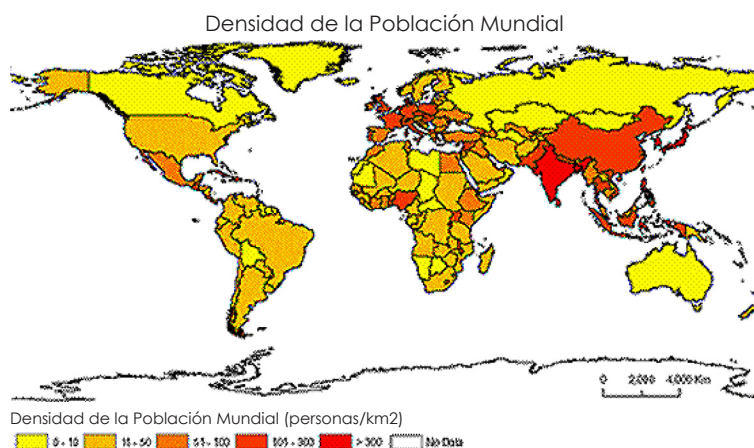 Densidad de la Población Mundial
0 2,000 4,000 Km
Densidad de la Población Mundial (personas/km2)
0 - 10 11 - 50 51 - 100 101 - 300 > 300 No Data